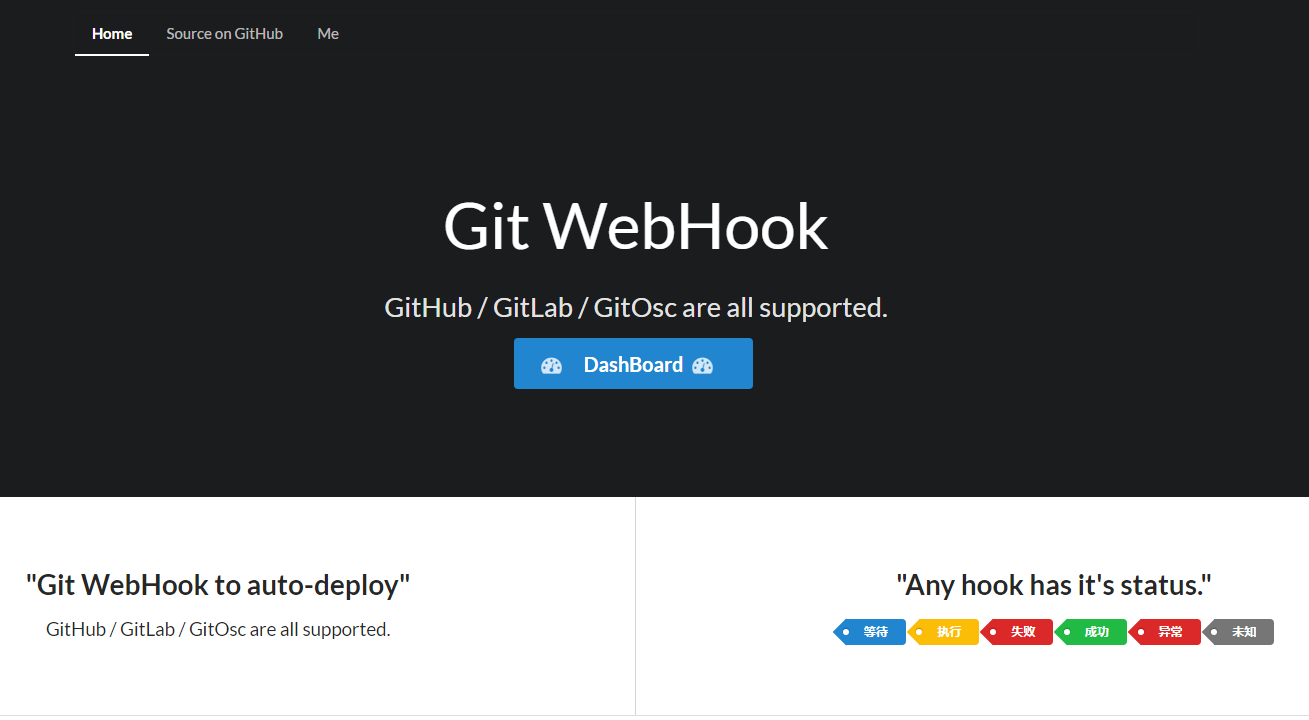 Home Source on GitHub Me
Git WebHook
GitHub / GitLab / GitOsc are all supported.
DashBoard
"Git WebHook to auto-deploy"
GitHub / GitLab / GitOsc are all supported.
"Any hook has it's status."
等待 执行 失败 成功 异常 未知